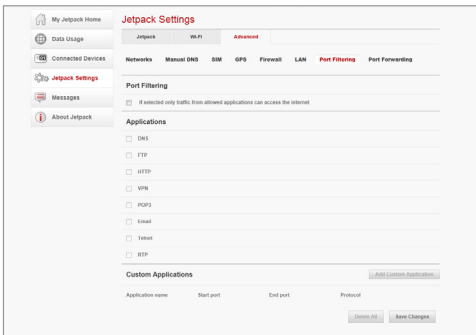 My Jetpack Home
Data Usage
Connected Devices
Jetpack Settings
Messages
About Jetpack
Jetpack Settings
Jetpack Wi-Fi Advanced
Networks Manual DNS SIM GPS Firewall LAN Port Filtering Port Forwarding
Port Filtering
If selected only traffic from allowed applications can access the internet
Applications
DNS
FTP
HTTP
VPN
POP3
Email
Telnet
RTP
Custom Applications Add Custom Application
Application name Start port End port Protocol
Delete All Save Changes